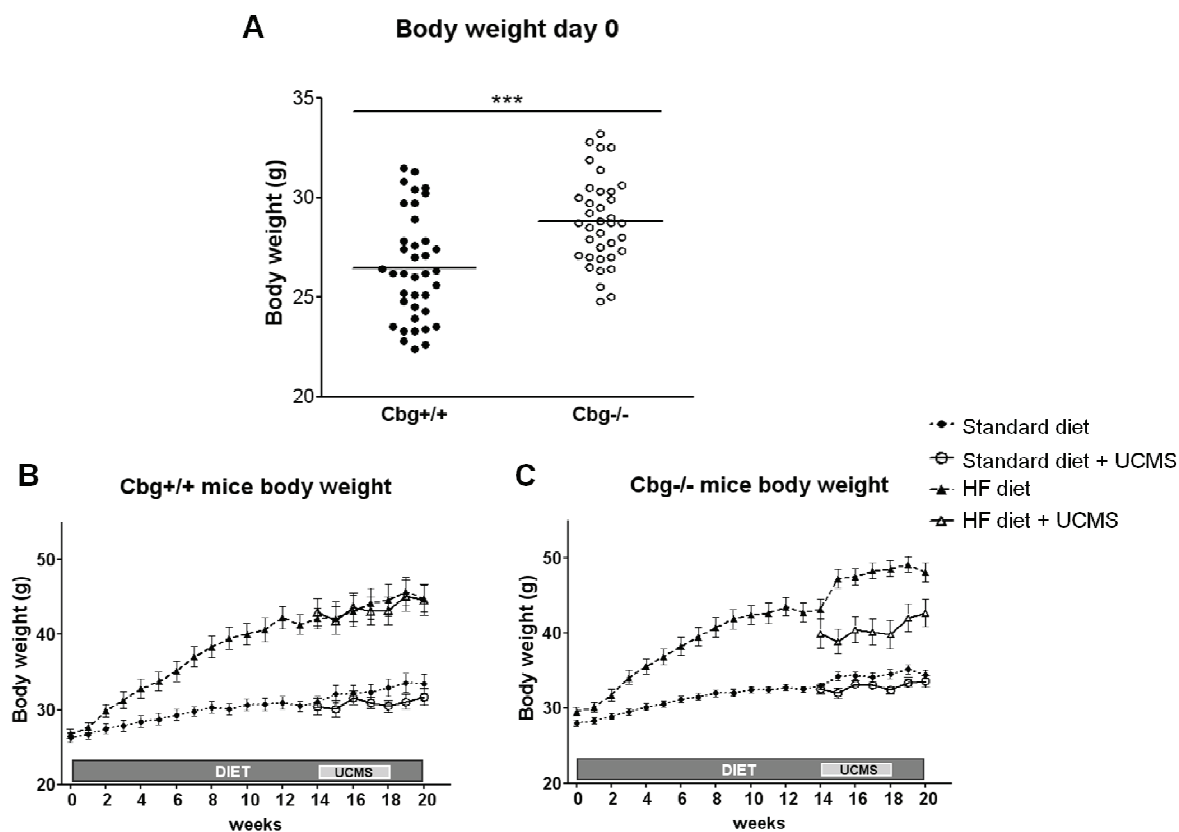 A
Body weight day 0
35
30
25
20
Body weight (g)
***
Cbg+/+
Cbg-/-
Standard diet
Standard diet + UCMS
HF diet
HF diet + UCMS
B
Cbg+/+ mice body weight
50
40
30
20
Body weight (g)
DIET
UCMS
0 2 4 6 8 10 12 14 16 18 20
weeks
C
Cbg-/- mice body weight
50
40
30
20
Body weight (g)
DIET
UCMS
0 2 4 6 8 10 12 14 16 18 20
weeks